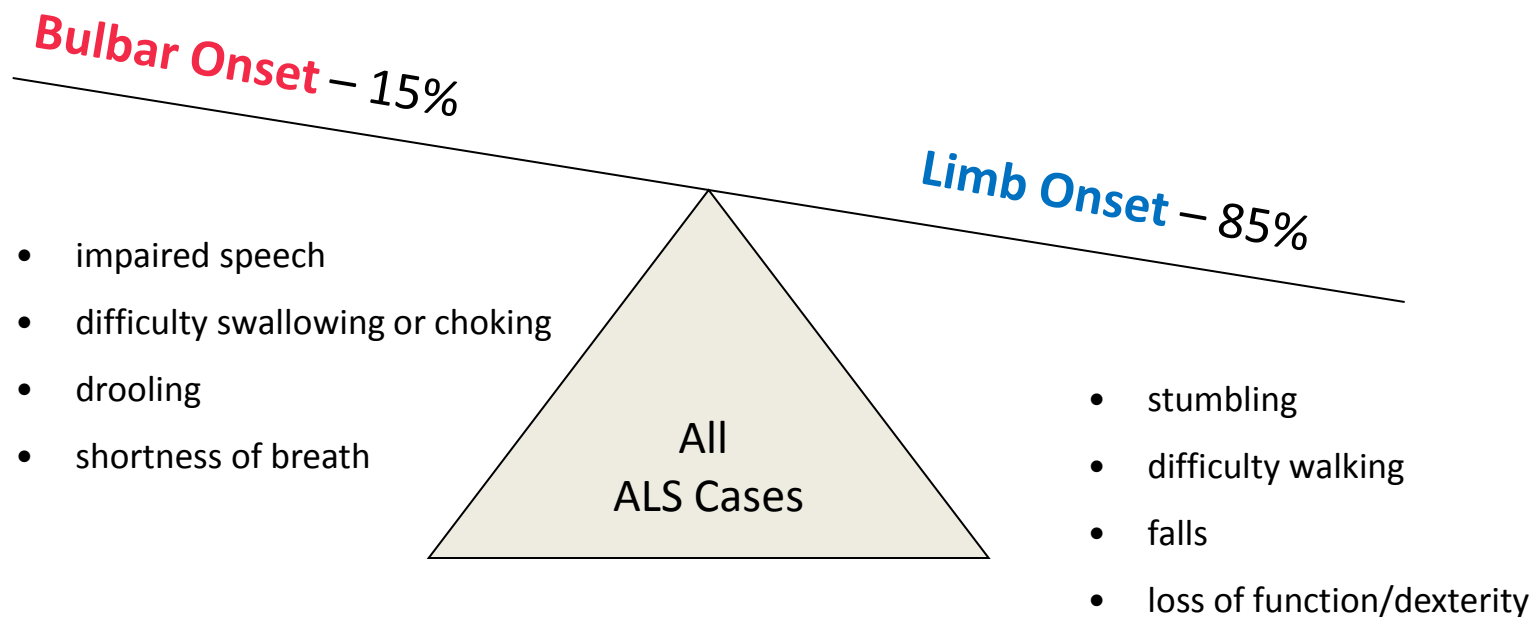 Bulbar Onset – 15%
Limb Onset – 85%
• impaired speech
• difficulty swallowing or choking
• drooling
• shortness of breath
All
ALS Cases
• stumbling
• difficulty walking
• falls
• loss of function/dexterity